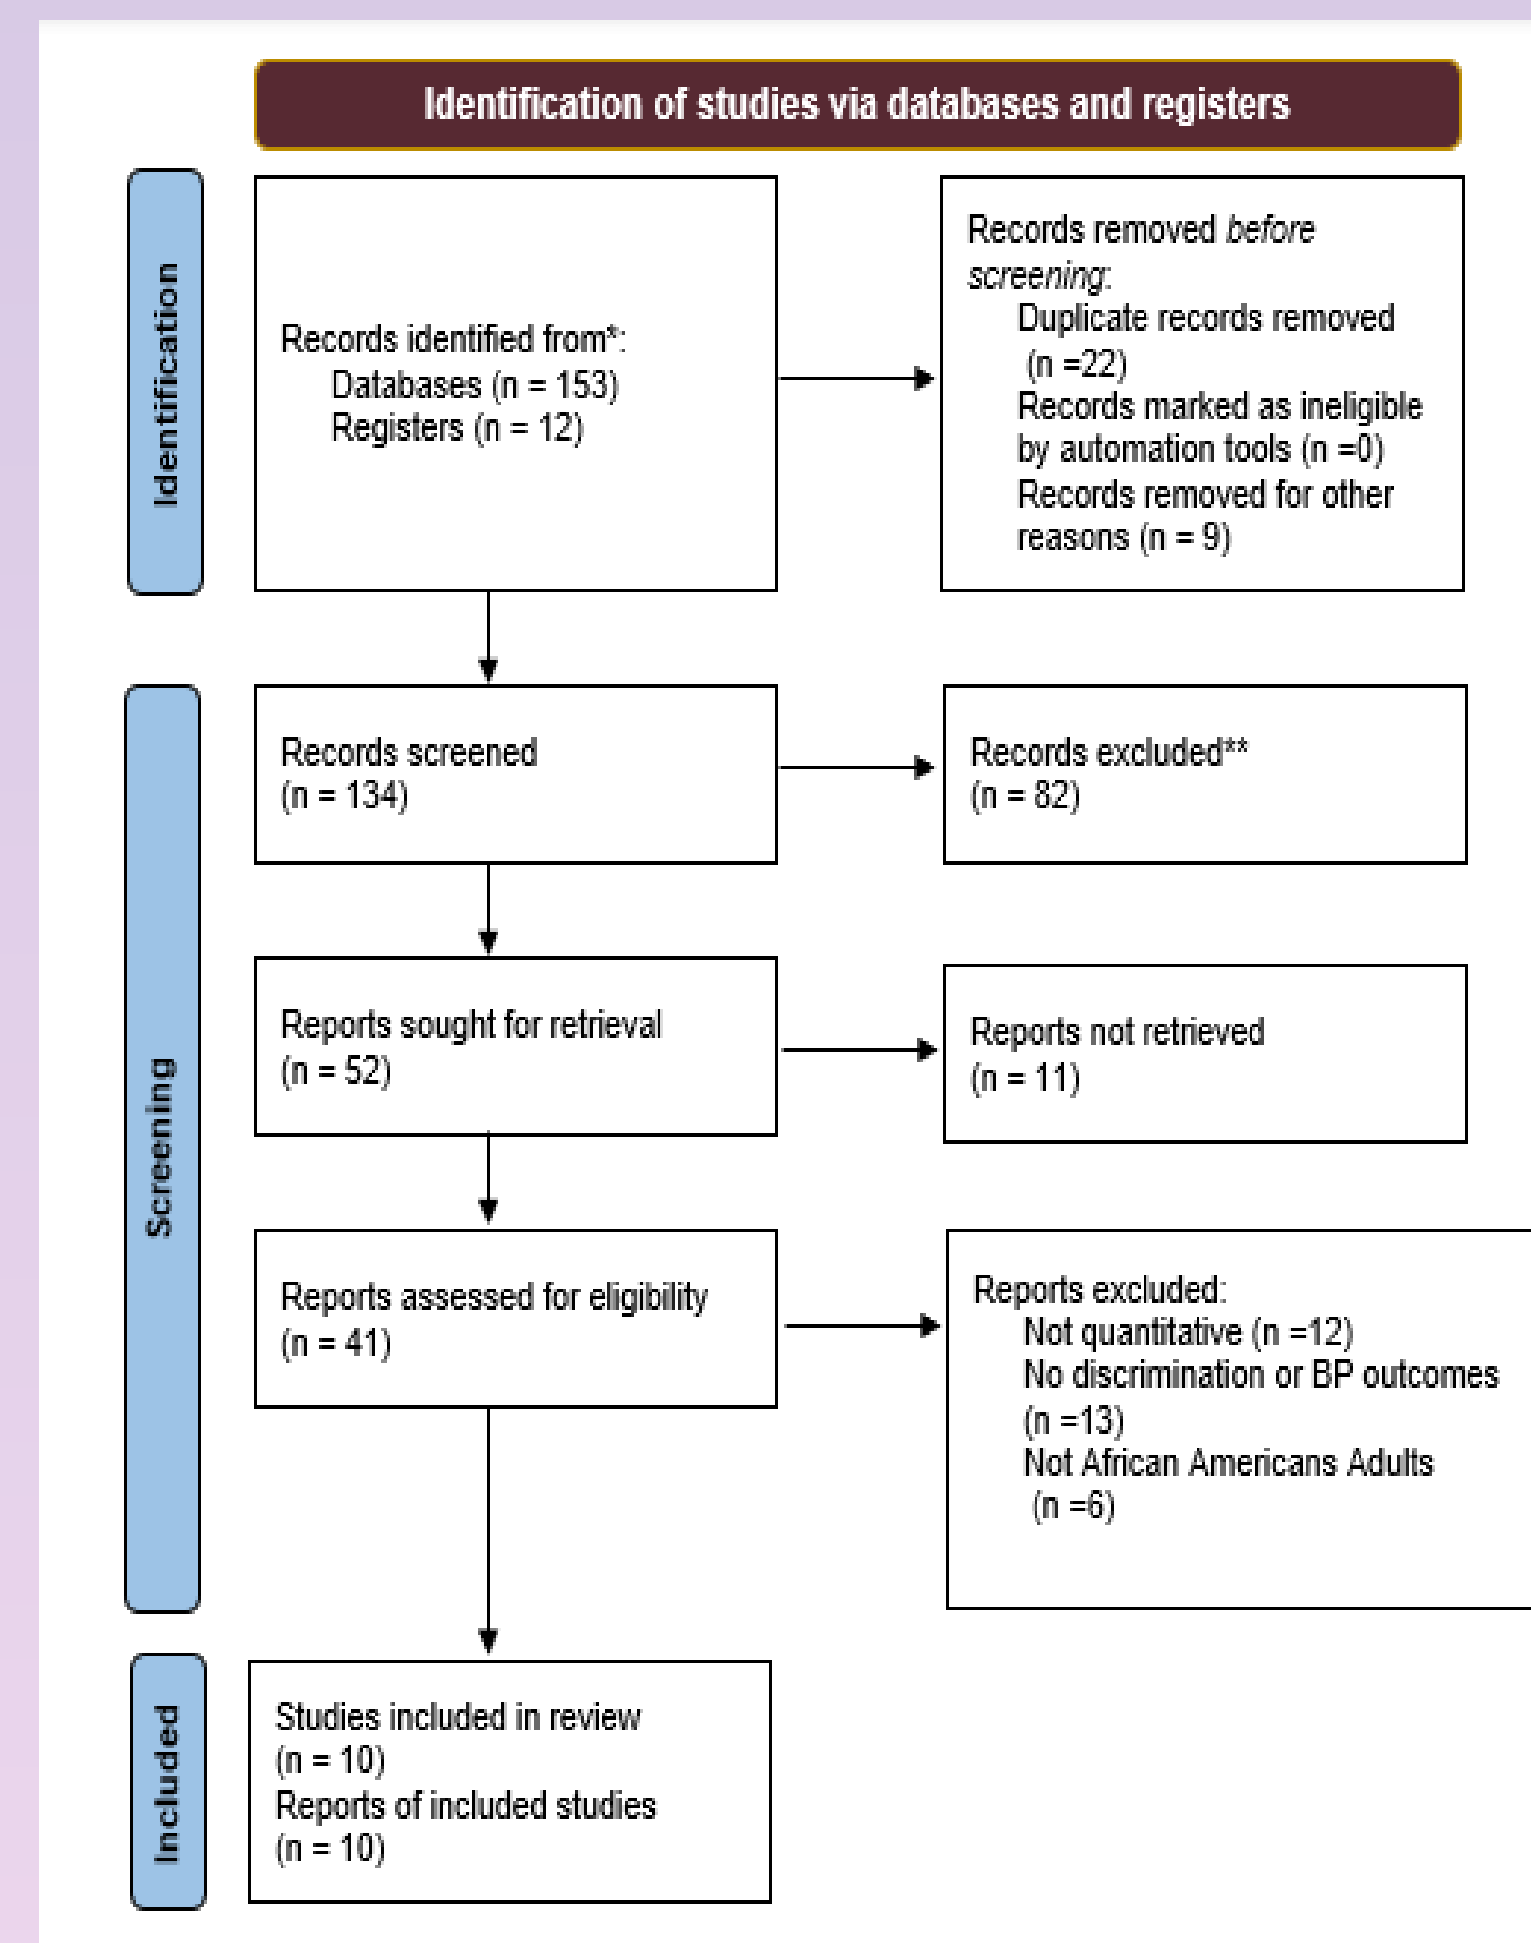 Identification of studies via databases and registers
Identification
Records identified from*:
Databases (n = 153)
Registers (n = 12)
Records removed before
screening:
Duplicate records removed
(n =22)
Records marked as ineligible
by automation tools (n =0)
Records removed for other
reasons (n = 9)
Screening
Records screened
(n = 134)
Records excluded**
(n = 82)
Reports sought for retrieval
(n = 52)
Reports not retrieved
(n = 11)
Reports assessed for eligibility
(n = 41)
Reports excluded:
Not quantitative (n =12)
No discrimination or BP outcomes
(n =13)
Not African Americans Adults
(n =6)
Included
Studies included in review
(n = 10)
Reports of included studies
(n = 10)